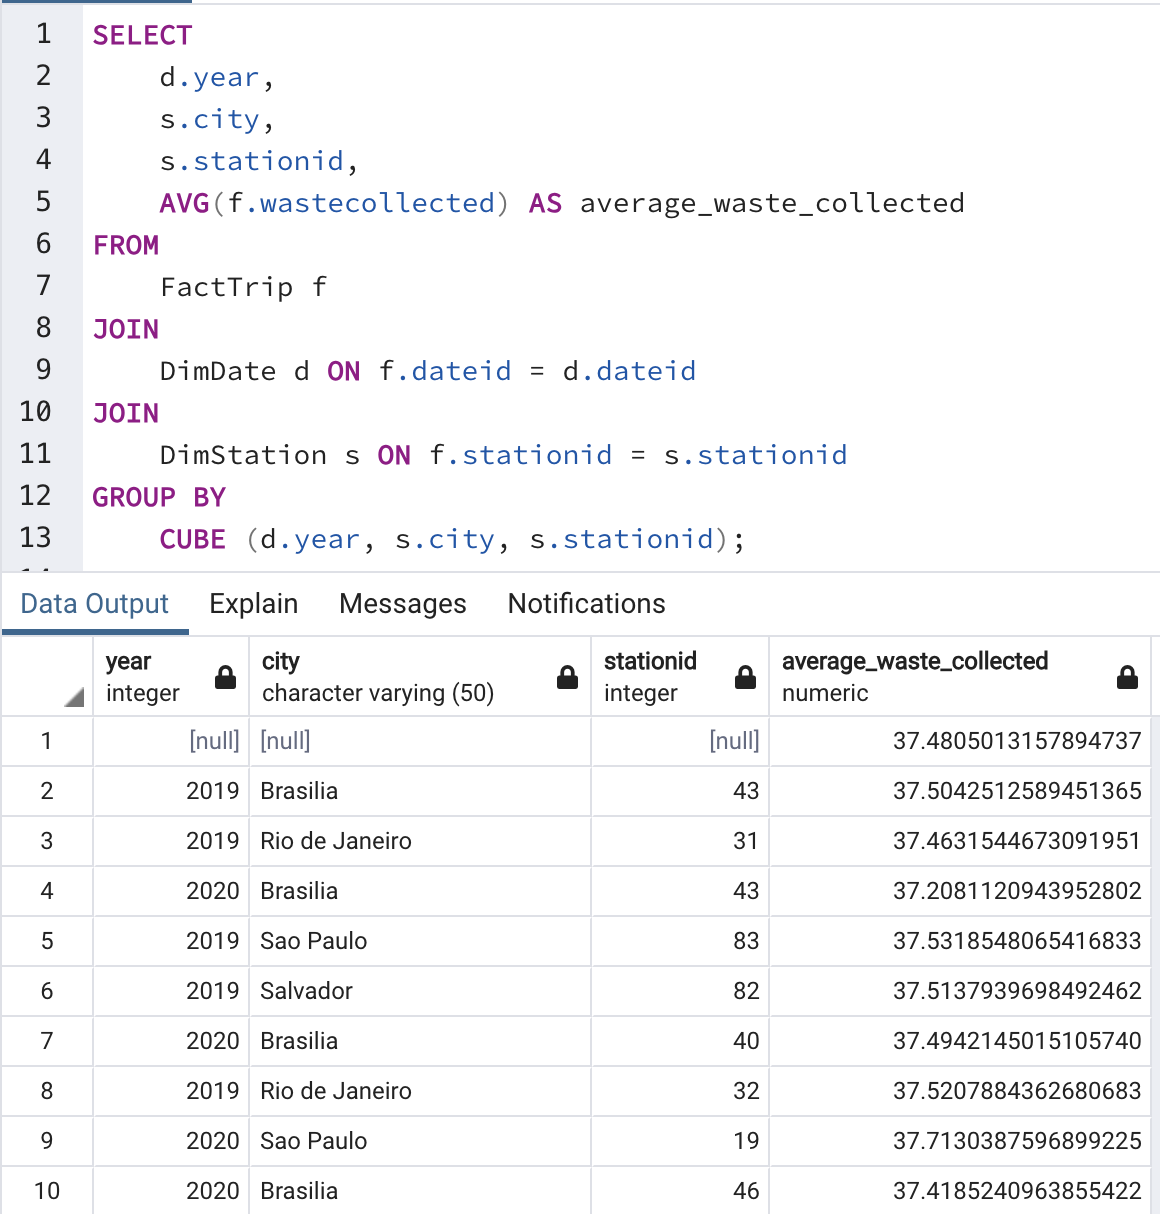 1 SELECT
2 d.year,
3 s.city,
4 s.stationid,
5 AVG(f.wastecollected) AS average_waste_collected
6 FROM
7 FactTrip f
8 JOIN
9 DimDate d ON f.dateid = d.dateid
10 JOIN
11 DimStation s ON f.stationid = s.stationid
12 GROUP BY
13 CUBE (d.year, s.city, s.stationid);
Data Output Explain Messages Notifications
year city stationid average_waste_collected
integer character varying (50) integer numeric
1 [null] [null] [null] 37.4805013157894737
2 2019 Brasilia 43 37.5042512589451365
3 2019 Rio de Janeiro 31 37.4631544673091951
4 2020 Brasilia 43 37.2081120943952802
5 2019 Sao Paulo 83 37.5318548065416833
6 2019 Salvador 82 37.5137939698492462
7 2020 Brasilia 40 37.4942145015105740
8 2019 Rio de Janeiro 32 37.5207884362680683
9 2020 Sao Paulo 19 37.7130387596899225
10 2020 Brasilia 46 37.4185240963855422